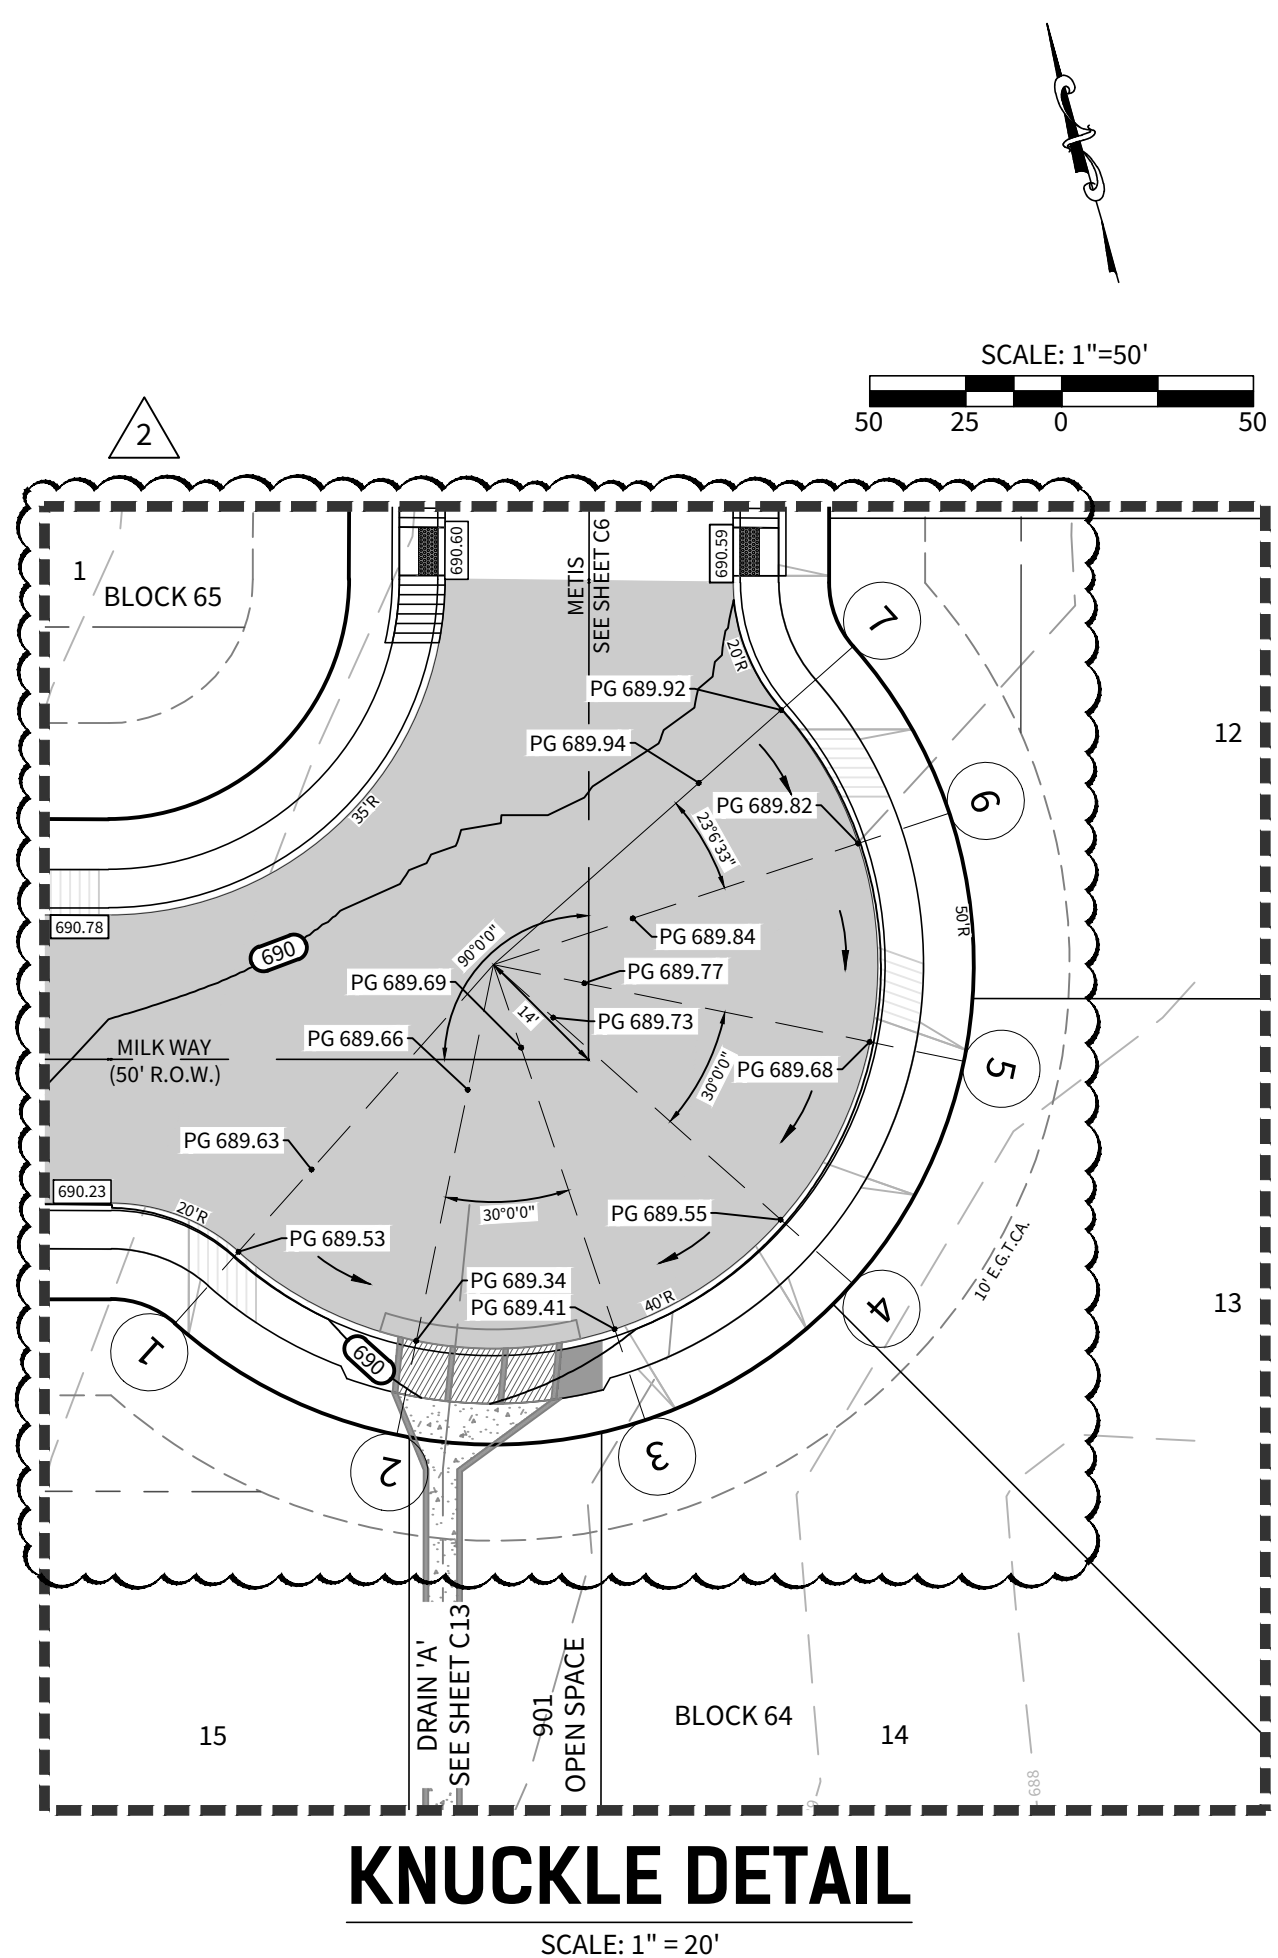 SCALE: 1"=50'
50 25 0 50
2
1
BLOCK 65
690.60
METIS
SEE SHEET C6
690.59
7
20'R
PG 689.92
PG 689.94
12
6
PG 689.82
35'R
23°6'33"
690.78
690
90°0'0"
PG 689.84
50'R
PG 689.77
PG 689.69
14'
PG 689.73
PG 689.66
MILK WAY
(50' R.O.W.)
30°0'0"
PG 689.68
5
PG 689.63
690.23
20'R
30°0'0"
PG 689.55
PG 689.53
10' E.G.T.CA.
PG 689.34
PG 689.41
40'R
4
13
1
690
2
3
DRAIN 'A'
SEE SHEET C13
901
OPEN SPACE
BLOCK 64
15
14
688
KNUCKLE DETAIL
SCALE: 1" = 20'